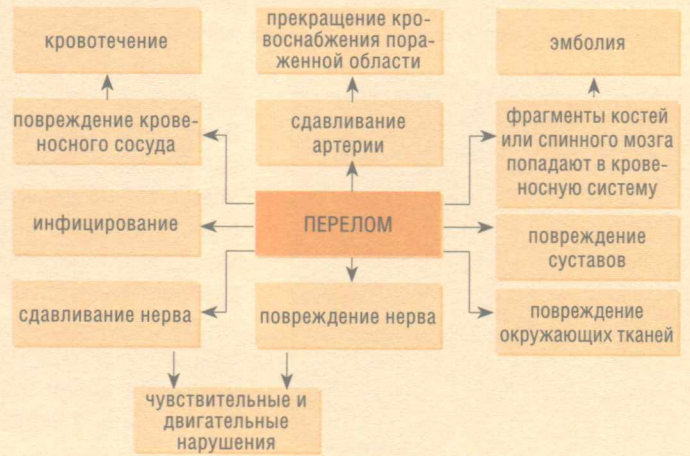 кровотечение
прекращение кро-
воснабжения пора-
женной области
эмболия
повреждение крове-
носного сосуда
сдавливание
артерии
фрагменты костей
или спинного мозга
попадают в крове-
носную систему
инфицирование
ПЕРЕЛОМ
повреждение
суставов
сдавливание нерва
повреждение нерва
повреждение
окружающих тканей
чувствительные и
двигательные
нарушения